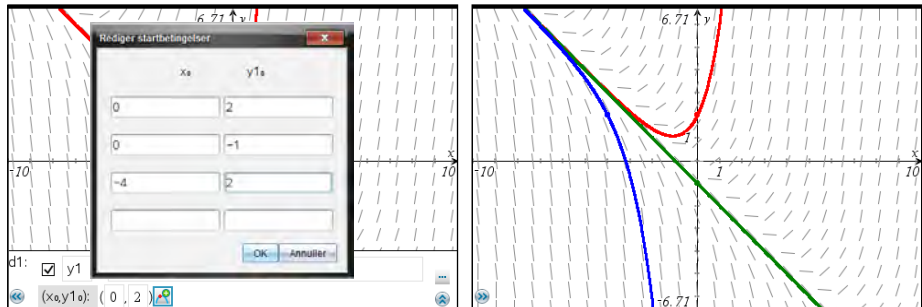 6.71 y
Rediger startbetingelser
x₀ y1₀
0 2
0 -1
-4 2
OK Annuller
-10 x 10
d1: y1
(x₀,y1₀): ( 0 , 2 )
...
6.71 y
1
x
-10 1 10
-6.71